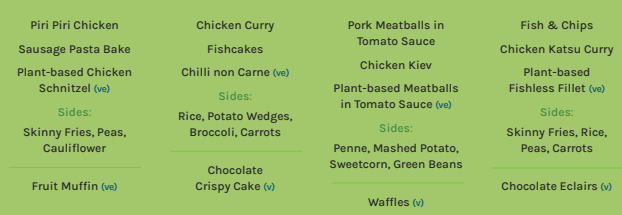 Piri Piri Chicken
Sausage Pasta Bake
Plant-based Chicken
Schnitzel (ve)
Sides:
Skinny Fries, Peas,
Cauliflower
Fruit Muffin (ve)
Chicken Curry
Fishcakes
Chilli non Carne (ve)
Sides:
Rice, Potato Wedges,
Broccoli, Carrots
Chocolate
Crispy Cake (v)
Pork Meatballs in
Tomato Sauce
Chicken Kiev
Plant-based Meatballs
in Tomato Sauce (ve)
Sides:
Penne, Mashed Potato,
Sweetcorn, Green Beans
Waffles (v)
Fish & Chips
Chicken Katsu Curry
Plant-based
Fishless Fillet (ve)
Sides:
Skinny Fries, Rice,
Peas, Carrots
Chocolate Eclairs (v)